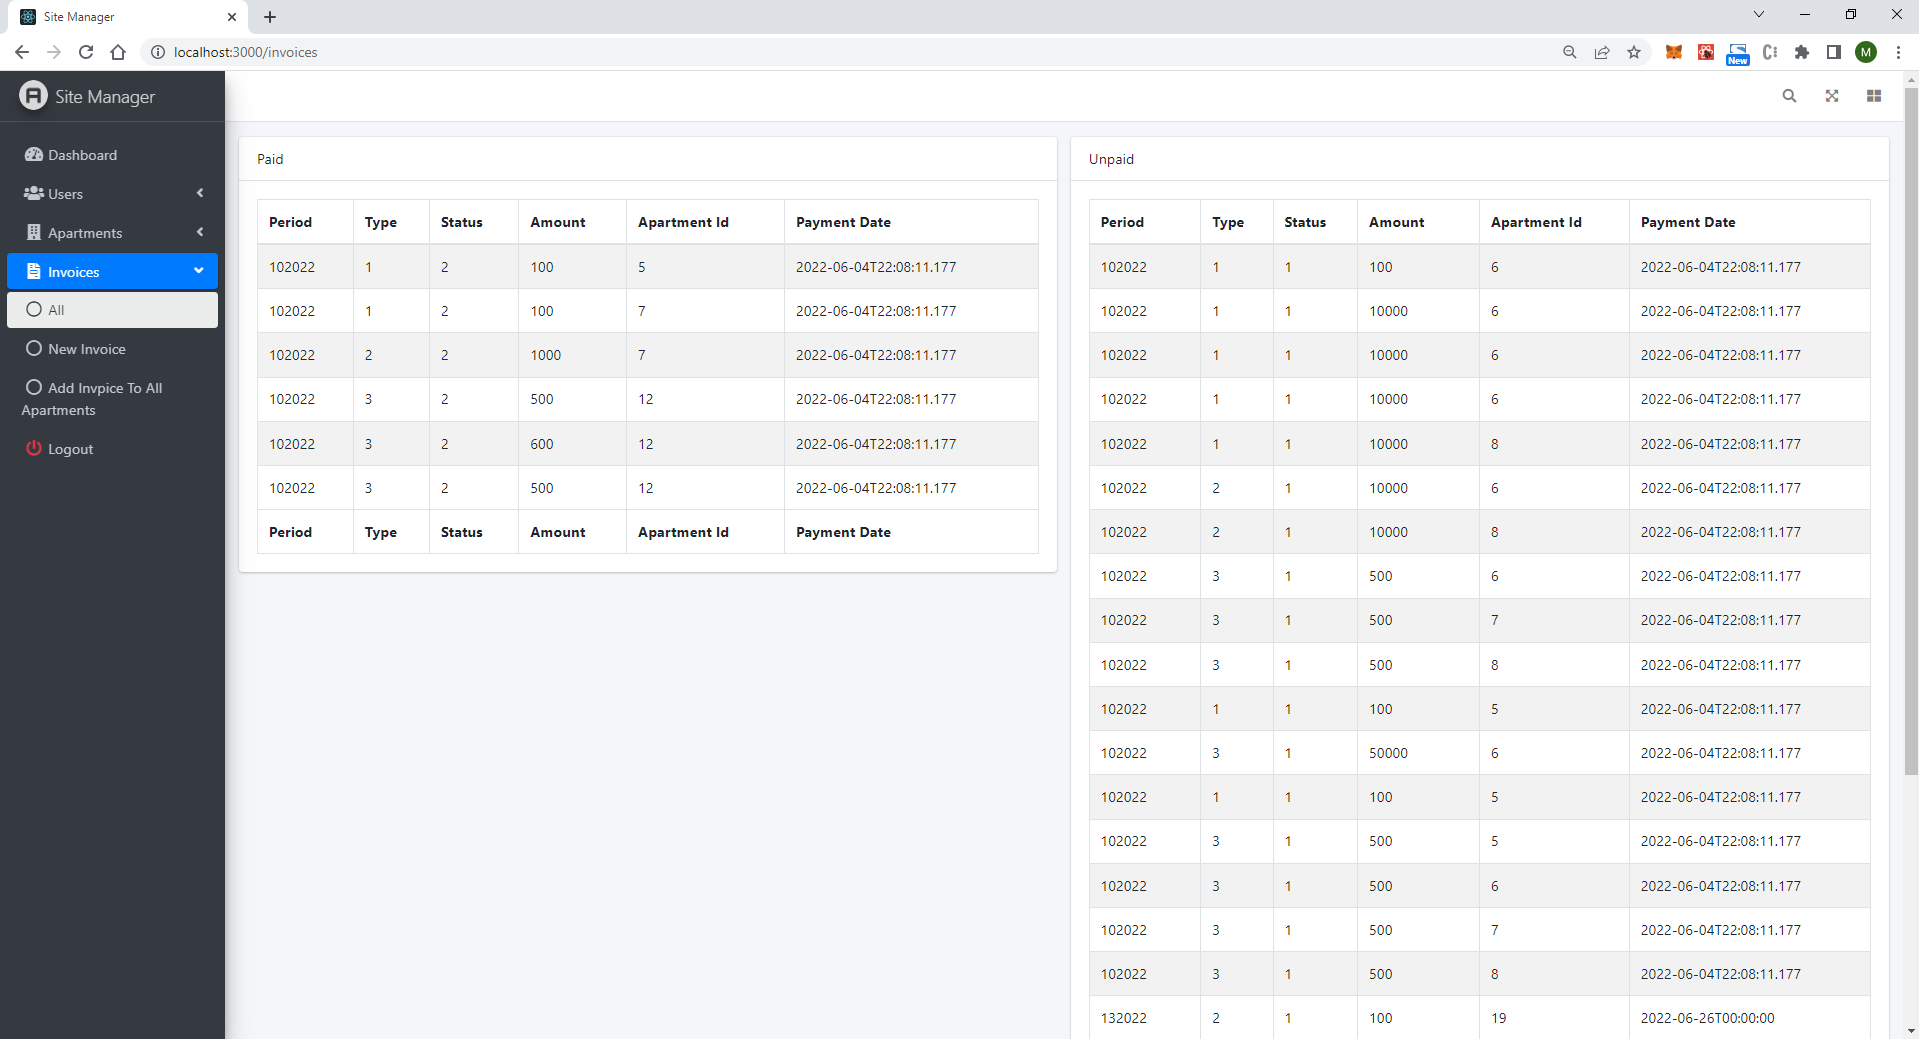 Site Manager
localhost:3000/invoices
New
M
Site Manager
Dashboard
Users
Apartments
Invoices
All
New Invoice
Add Invpice To All
Apartments
Logout
Paid
Period Type Status Amount Apartment Id Payment Date
102022 1 2 100 5 2022-06-04T22:08:11.177
102022 1 2 100 7 2022-06-04T22:08:11.177
102022 2 2 1000 7 2022-06-04T22:08:11.177
102022 3 2 500 12 2022-06-04T22:08:11.177
102022 3 2 600 12 2022-06-04T22:08:11.177
102022 3 2 500 12 2022-06-04T22:08:11.177
Period Type Status Amount Apartment Id Payment Date
Unpaid
Period Type Status Amount Apartment Id Payment Date
102022 1 1 100 6 2022-06-04T22:08:11.177
102022 1 1 10000 6 2022-06-04T22:08:11.177
102022 1 1 10000 6 2022-06-04T22:08:11.177
102022 1 1 10000 6 2022-06-04T22:08:11.177
102022 1 1 10000 8 2022-06-04T22:08:11.177
102022 2 1 10000 6 2022-06-04T22:08:11.177
102022 2 1 10000 8 2022-06-04T22:08:11.177
102022 3 1 500 6 2022-06-04T22:08:11.177
102022 3 1 500 7 2022-06-04T22:08:11.177
102022 3 1 500 8 2022-06-04T22:08:11.177
102022 1 1 100 5 2022-06-04T22:08:11.177
102022 3 1 50000 6 2022-06-04T22:08:11.177
102022 1 1 100 5 2022-06-04T22:08:11.177
102022 3 1 500 5 2022-06-04T22:08:11.177
102022 3 1 500 6 2022-06-04T22:08:11.177
102022 3 1 500 7 2022-06-04T22:08:11.177
102022 3 1 500 8 2022-06-04T22:08:11.177
132022 2 1 100 19 2022-06-26T00:00:00